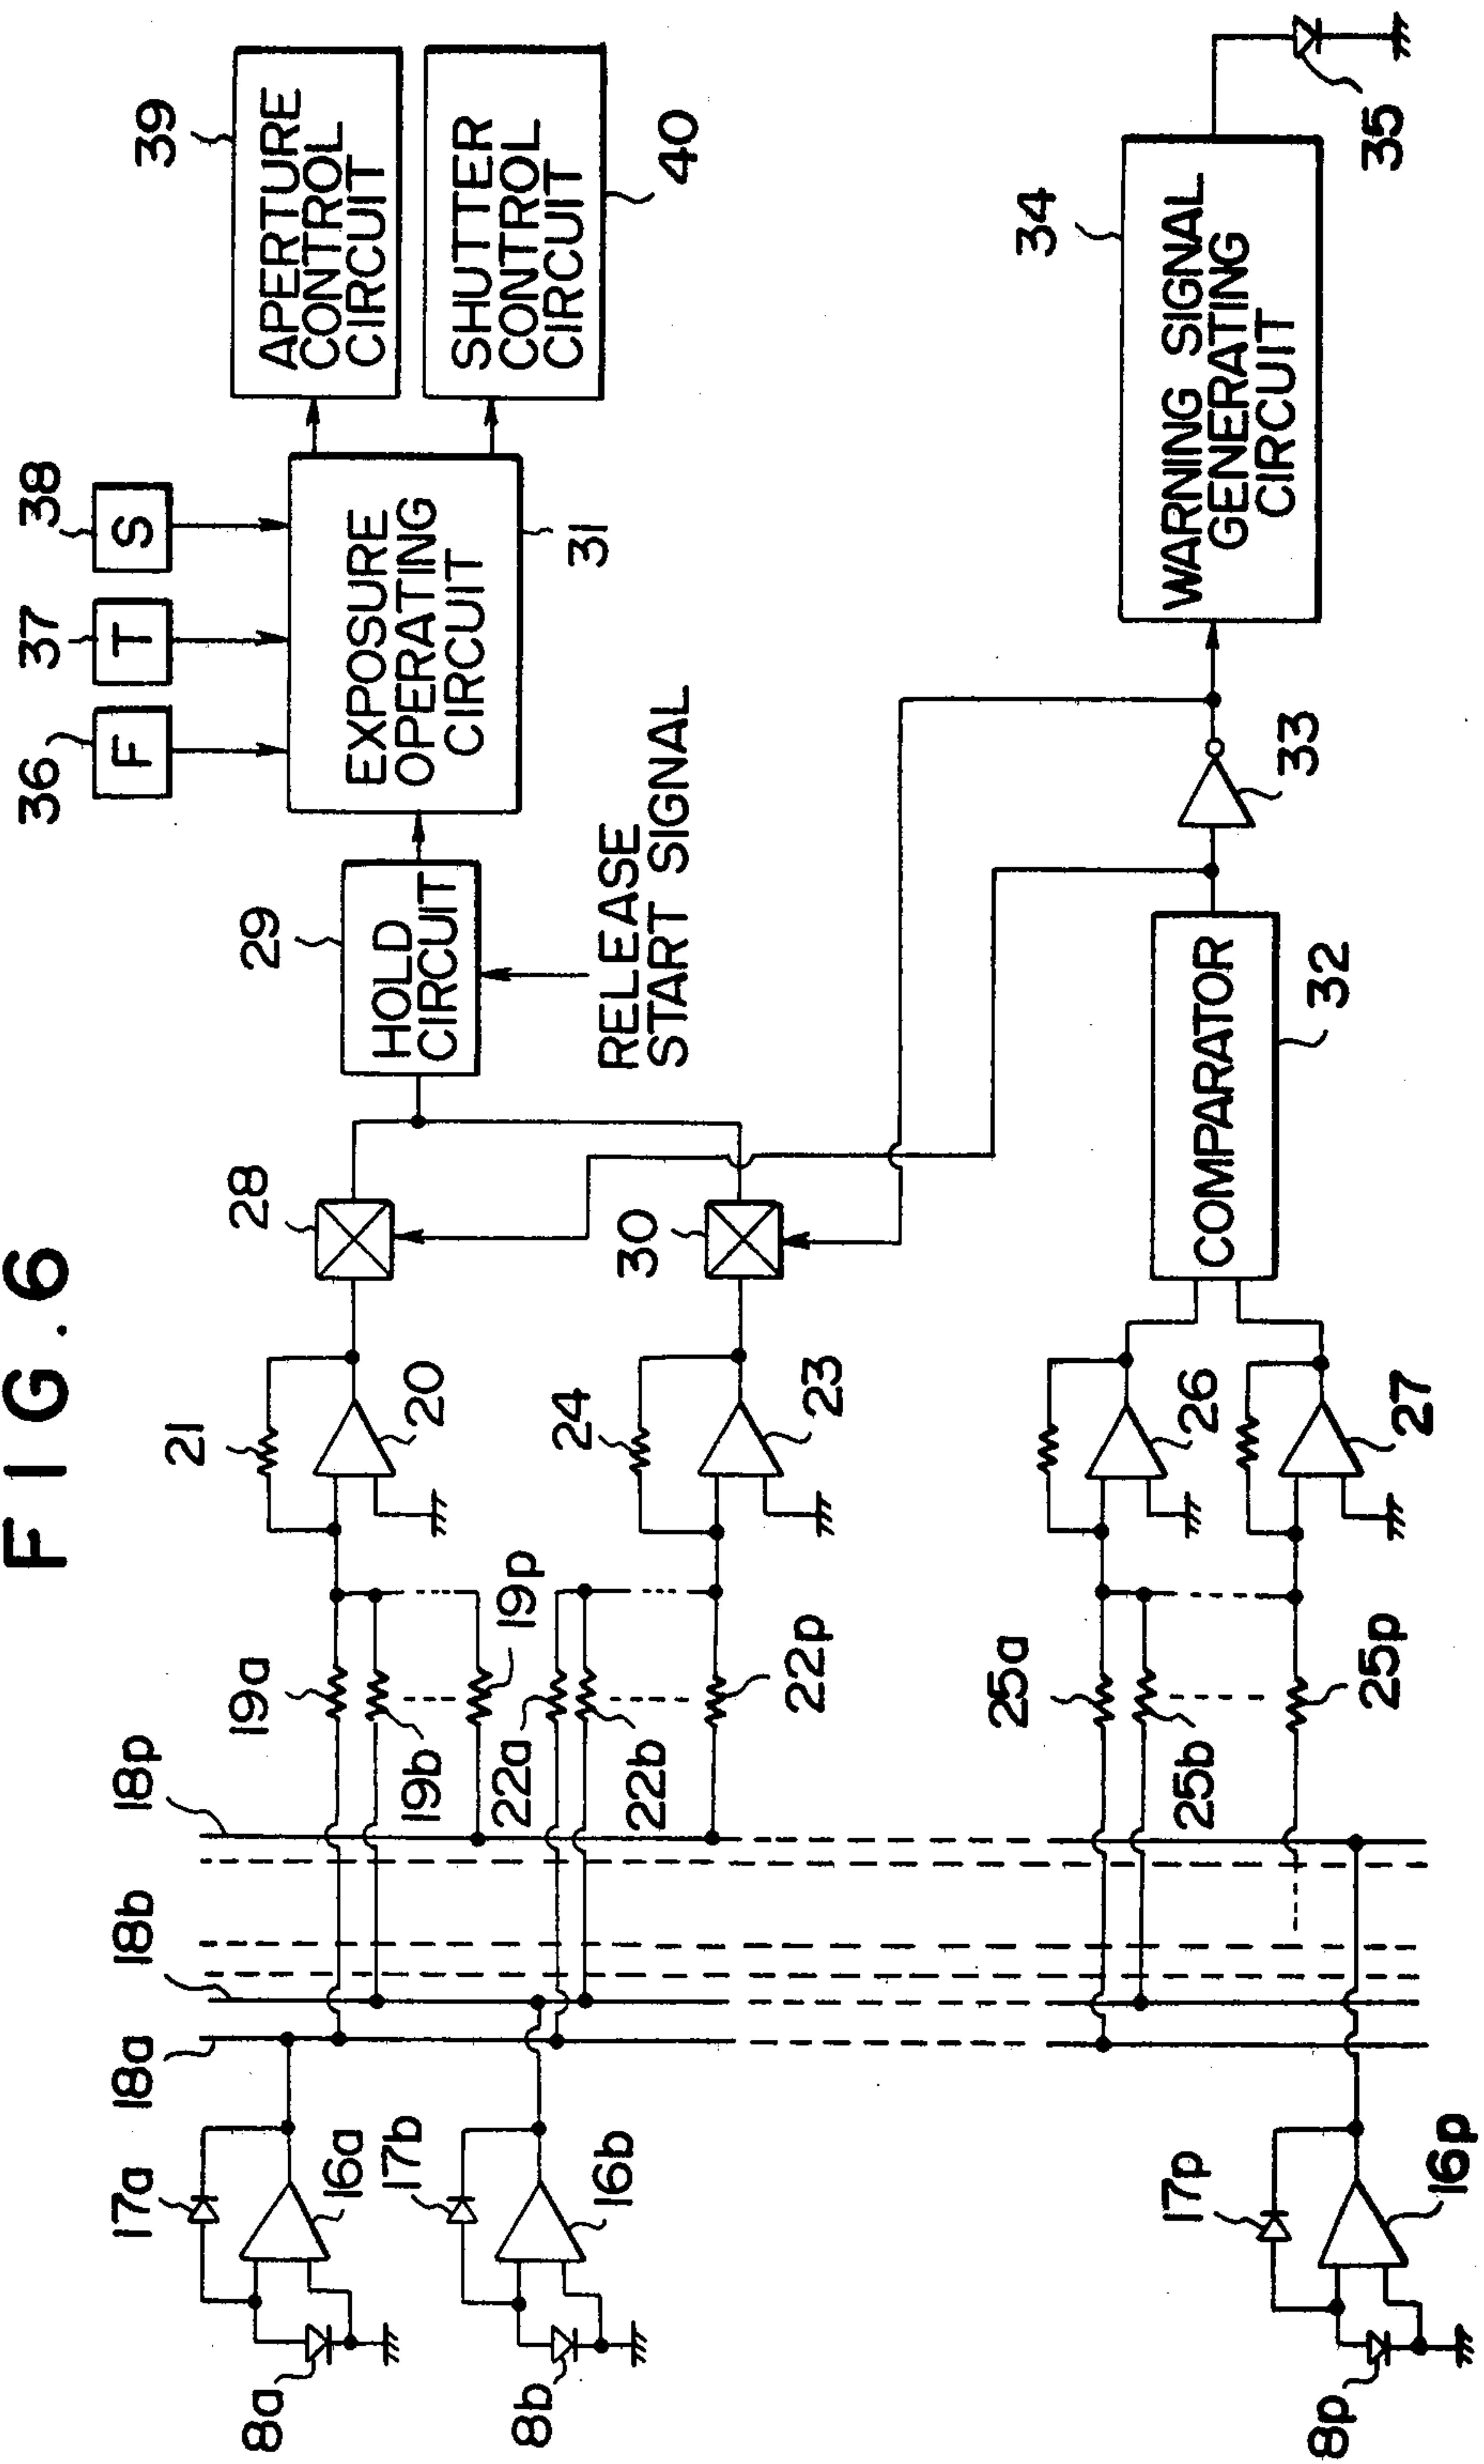 FIG. 6
8a
17a
16a
18a
18b
18p
8b
17b
16b
8p
17p
16p
19a
19b
19p
21
20
22a
22b
22p
24
23
25a
25b
25p
26
27
28
30
29
HOLD
CIRCUIT
RELEASE
START SIGNAL
36
F
37
T
38
S
EXPOSURE
OPERATING
CIRCUIT
31
39
APERTURE
CONTROL
CIRCUIT
SHUTTER
CONTROL
CIRCUIT
40
COMPARATOR
32
33
34
WARNING SIGNAL
GENERATING
CIRCUIT
35